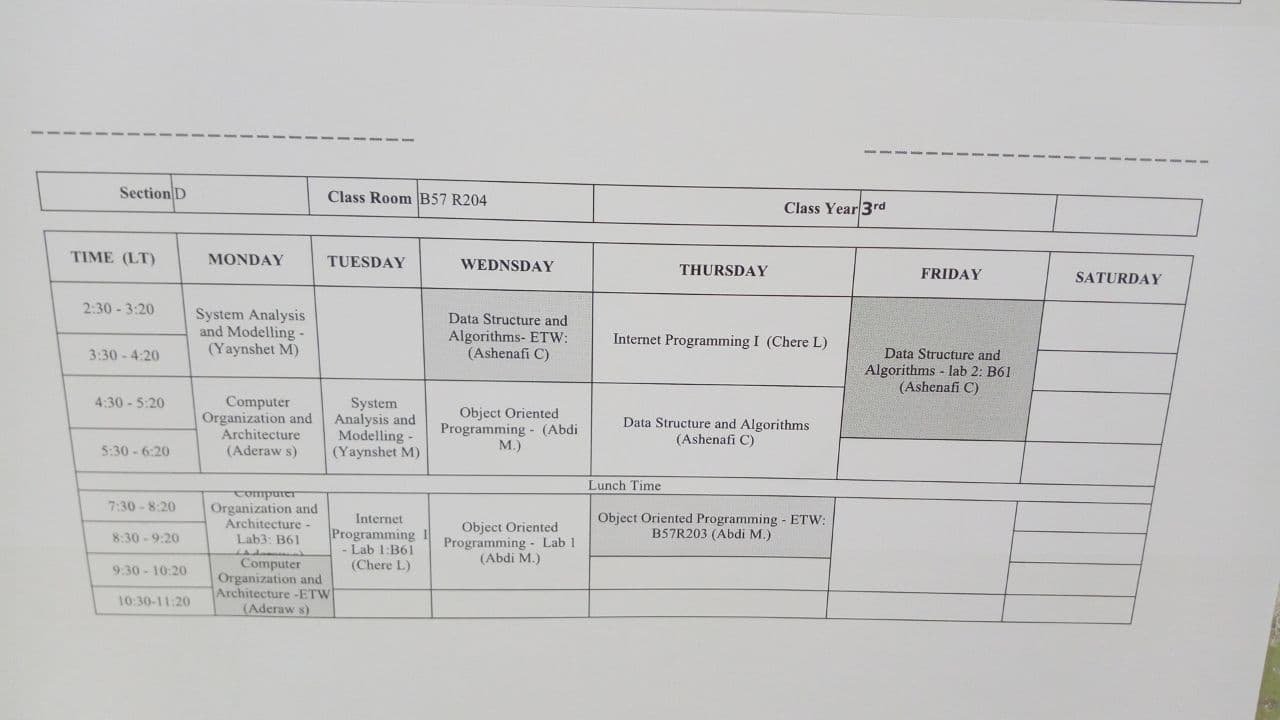 Section D Class Room B57 R204 Class Year 3rd
TIME (LT) MONDAY TUESDAY WEDNSDAY THURSDAY FRIDAY SATURDAY
2:30 - 3:20
3:30 - 4:20
System Analysis
and Modelling -
(Yaynshet M)
Data Structure and
Algorithms- ETW:
(Ashenafi C)
Internet Programming I (Chere L)
Data Structure and
Algorithms - lab 2: B61
(Ashenafi C)
4:30 - 5:20
5:30 - 6:20
Computer
Organization and
Architecture
(Aderaw s)
System
Analysis and
Modelling -
(Yaynshet M)
Object Oriented
Programming - (Abdi
M.)
Data Structure and Algorithms
(Ashenafi C)
Lunch Time
7:30 - 8:20
8:30 - 9:20
9:30 - 10:20
10:30-11:20
Computer
Organization and
Architecture -
Lab3: B61
Computer
Organization and
Architecture -ETW
(Aderaw s)
Internet
Programming I
- Lab 1:B61
(Chere L)
Object Oriented
Programming - Lab 1
(Abdi M.)
Object Oriented Programming - ETW:
B57R203 (Abdi M.)